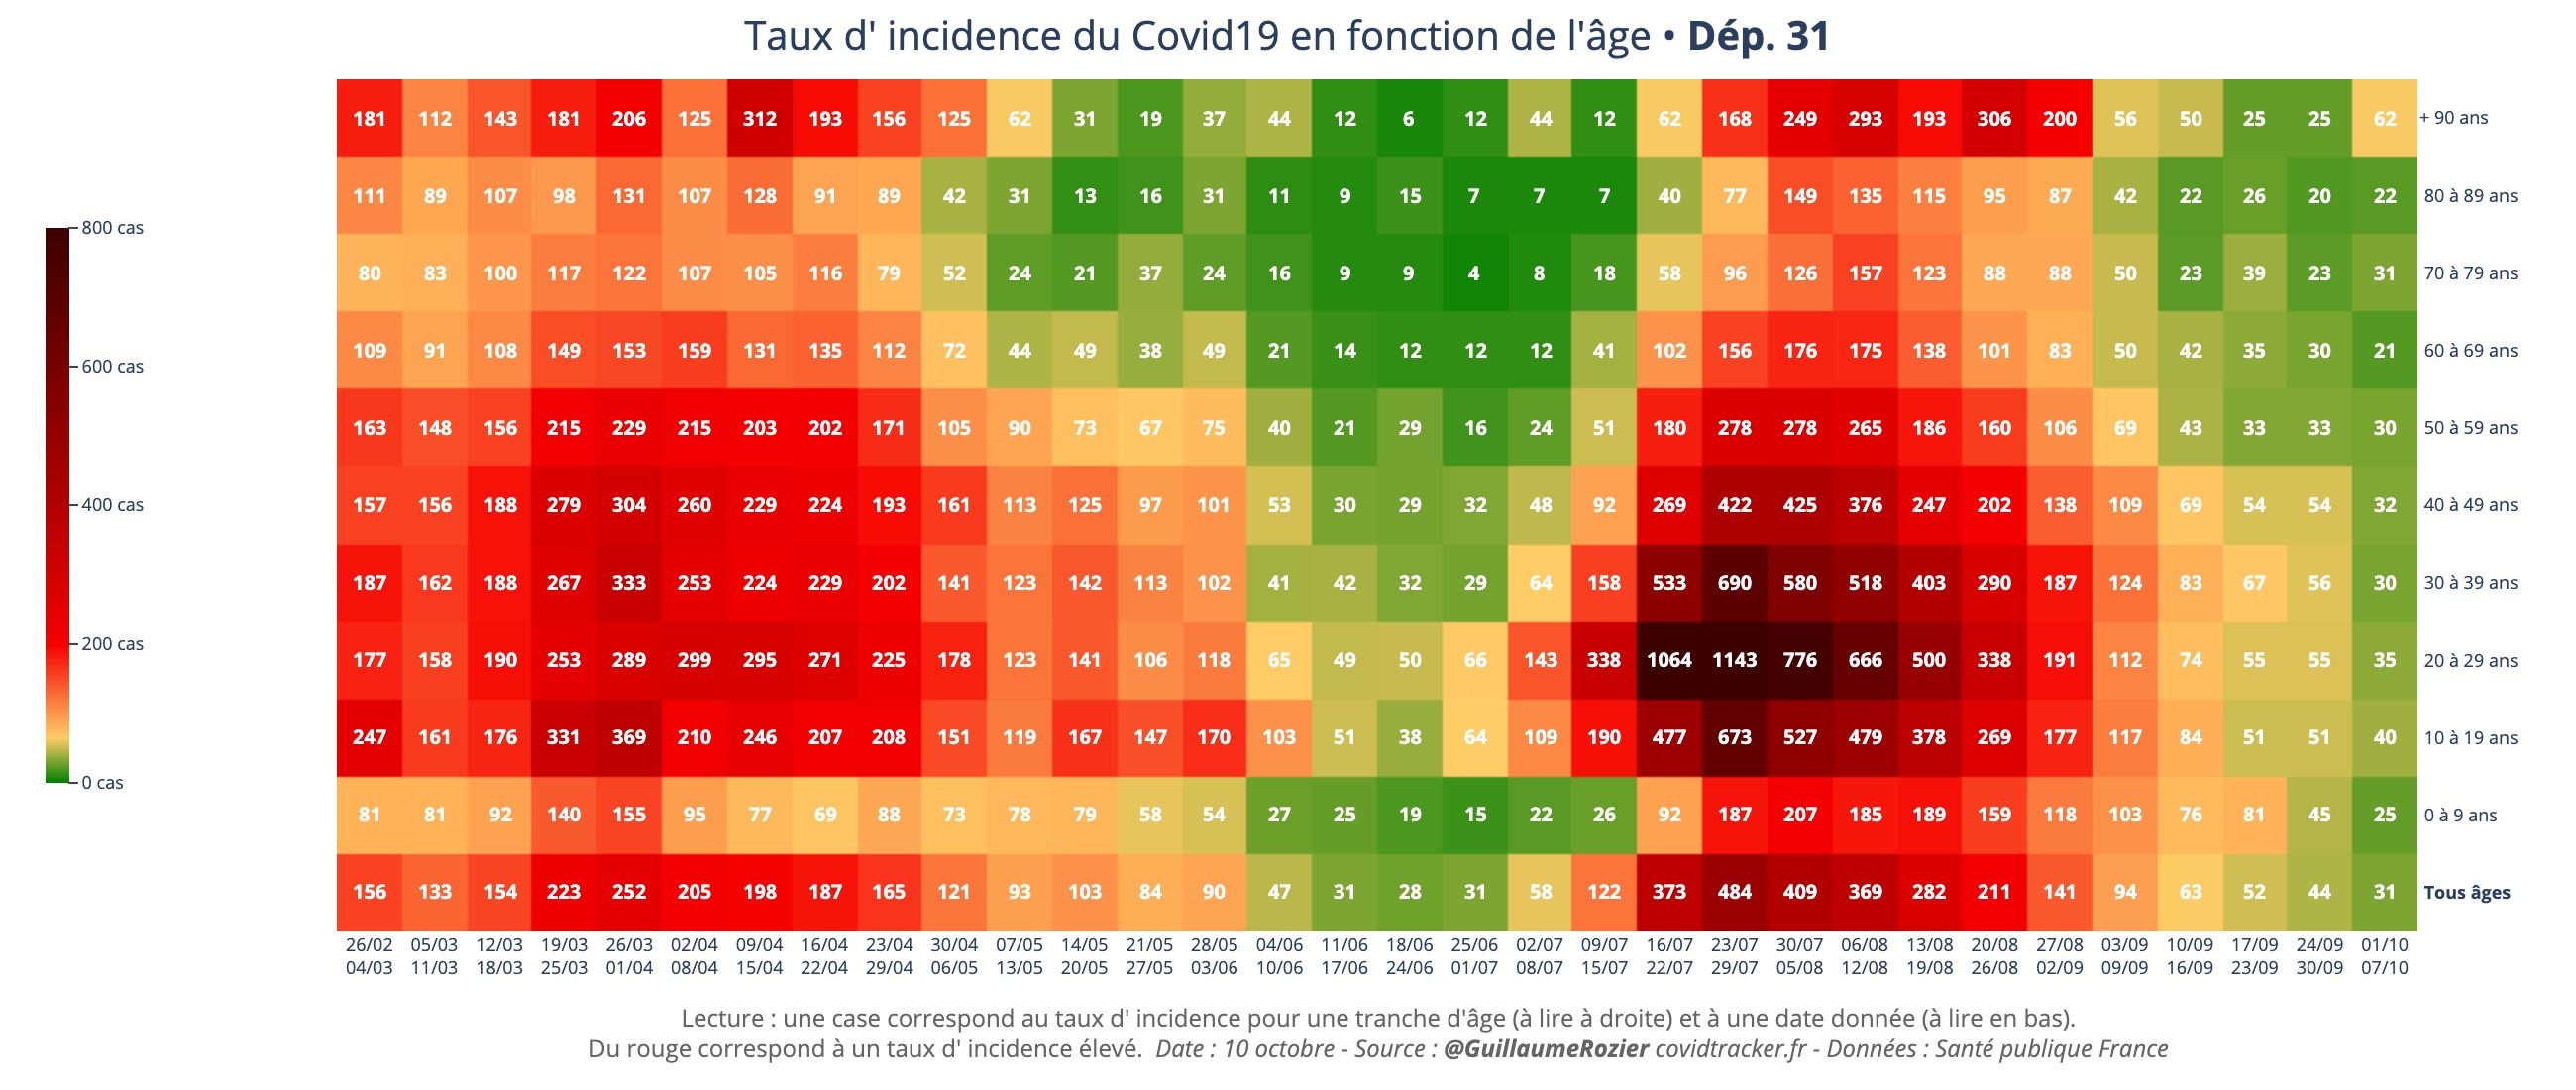 Taux d' incidence du Covid19 en fonction de l'âge • Dép. 31
181 112 143 181 206 125 312 193 156 125 62 31 19 37 44 12 6 12 44 12 62 168 249 293 193 306 200 56 50 25 25 62 + 90 ans
111 89 107 98 131 107 128 91 89 42 31 13 16 31 11 9 15 7 7 7 40 77 149 135 115 95 87 42 22 26 20 22 80 à 89 ans
800 cas
80 83 100 117 122 107 105 116 79 52 24 21 37 24 16 9 9 4 8 18 58 96 126 157 123 88 88 50 23 39 23 31 70 à 79 ans
109 91 108 149 153 159 131 135 112 72 44 49 38 49 21 14 12 12 12 41 102 156 176 175 138 101 83 50 42 35 30 21 60 à 69 ans
600 cas
163 148 156 215 229 215 203 202 171 105 90 73 67 75 40 21 29 16 24 51 180 278 278 265 186 160 106 69 43 33 33 30 50 à 59 ans
400 cas
157 156 188 279 304 260 229 224 193 161 113 125 97 101 53 30 29 32 48 92 269 422 425 376 247 202 138 109 69 54 54 32 40 à 49 ans
187 162 188 267 333 253 224 229 202 141 123 142 113 102 41 42 32 29 64 158 533 690 580 518 403 290 187 124 83 67 56 30 30 à 39 ans
200 cas
177 158 190 253 289 299 295 271 225 178 123 141 106 118 65 49 50 66 143 338 1064 1143 776 666 500 338 191 112 74 55 55 35 20 à 29 ans
247 161 176 331 369 210 246 207 208 151 119 167 147 170 103 51 38 64 109 190 477 673 527 479 378 269 177 117 84 51 51 40 10 à 19 ans
0 cas
81 81 92 140 155 95 77 69 88 73 78 79 58 54 27 25 19 15 22 26 92 187 207 185 189 159 118 103 76 81 45 25 0 à 9 ans
156 133 154 223 252 205 198 187 165 121 93 103 84 90 47 31 28 31 58 122 373 484 409 369 282 211 141 94 63 52 44 31 Tous âges
26/02 05/03 12/03 19/03 26/03 02/04 09/04 16/04 23/04 30/04 07/05 14/05 21/05 28/05 04/06 11/06 18/06 25/06 02/07 09/07 16/07 23/07 30/07 06/08 13/08 20/08 27/08 03/09 10/09 17/09 24/09 01/10
04/03 11/03 18/03 25/03 01/04 08/04 15/04 22/04 29/04 06/05 13/05 20/05 27/05 03/06 10/06 17/06 24/06 01/07 08/07 15/07 22/07 29/07 05/08 12/08 19/08 26/08 02/09 09/09 16/09 23/09 30/09 07/10
Lecture : une case correspond au taux d' incidence pour une tranche d'âge (à lire à droite) et à une date donnée (à lire en bas).
Du rouge correspond à un taux d' incidence élevé. Date : 10 octobre - Source : @GuillaumeRozier covidtracker.fr - Données : Santé publique France